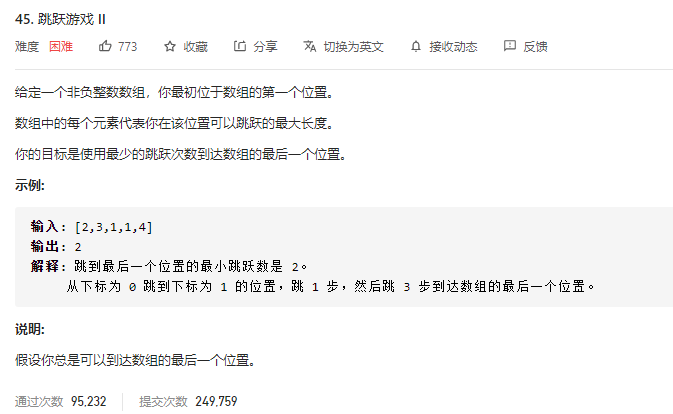 45. 跳跃游戏 II
难度 困难 773 收藏 分享 切换为英文 接收动态 反馈
给定一个非负整数数组，你最初位于数组的第一个位置。
数组中的每个元素代表你在该位置可以跳跃的最大长度。
你的目标是使用最少的跳跃次数到达数组的最后一个位置。
示例:
输入: [2,3,1,1,4]
输出: 2
解释: 跳到最后一个位置的最小跳跃数是 2。
从下标为 0 跳到下标为 1 的位置，跳 1 步，然后跳 3 步到达数组的最后一个位置。
说明:
假设你总是可以到达数组的最后一个位置。
通过次数 95,232 提交次数 249,759